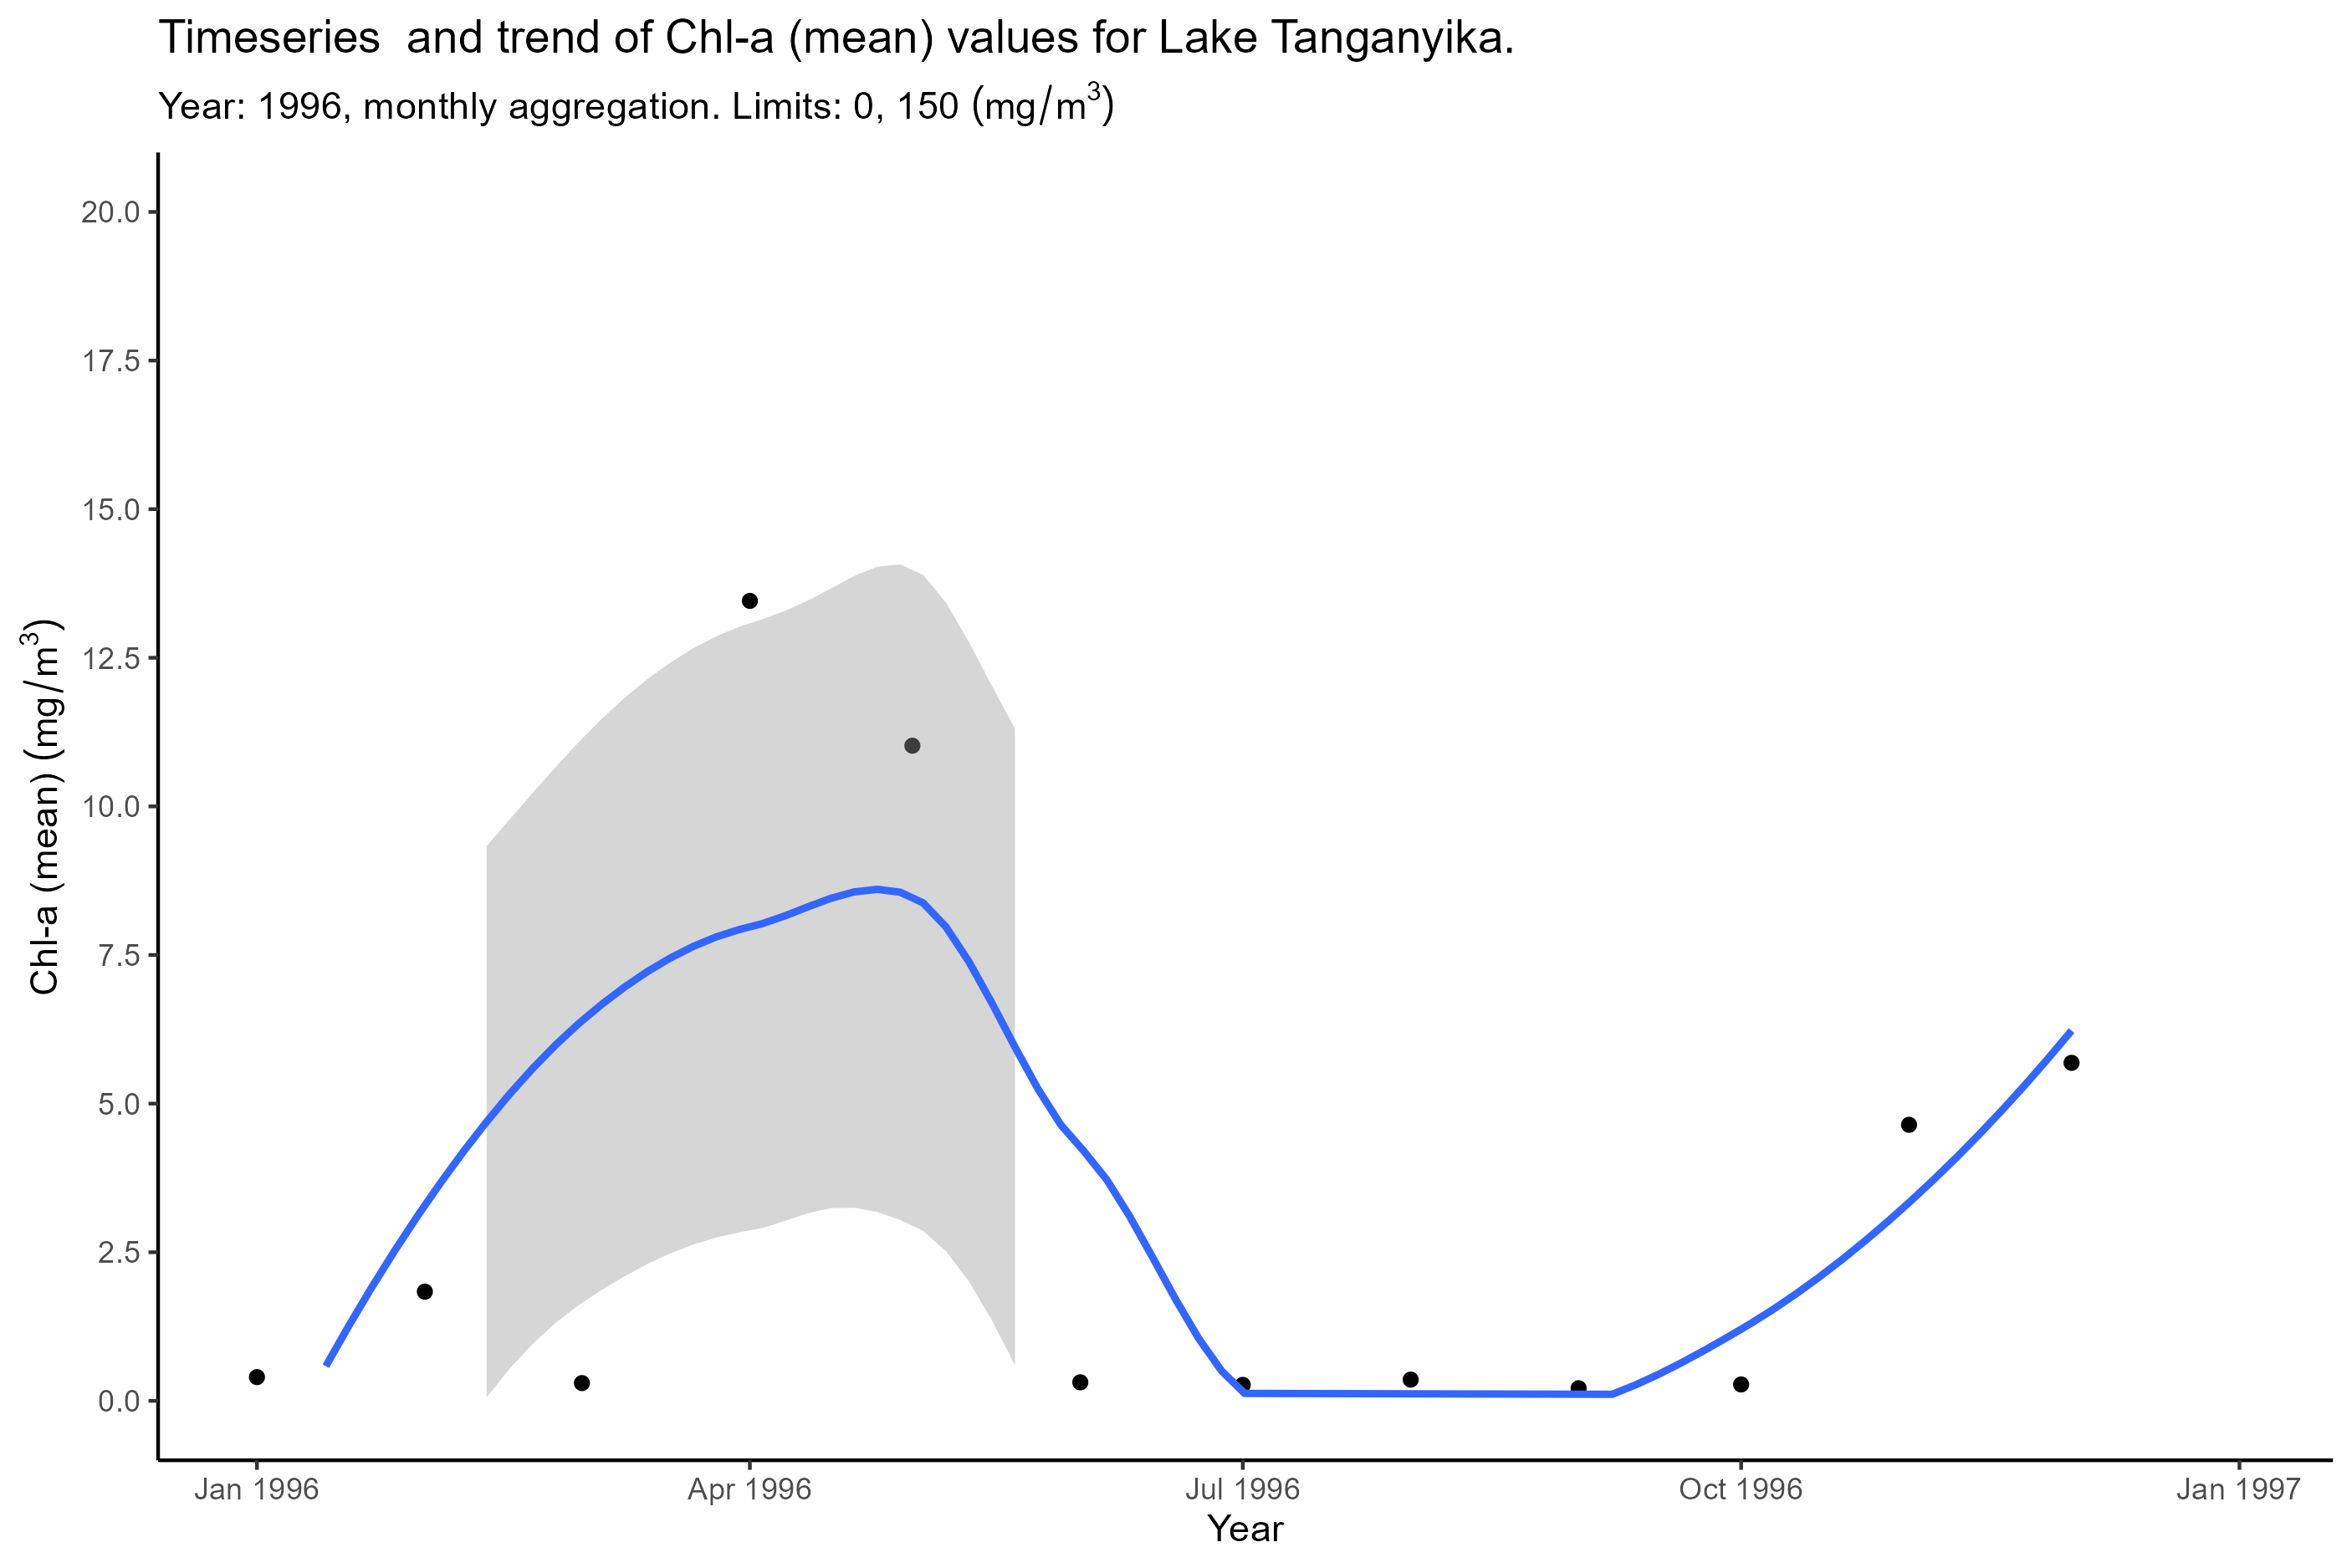 Timeseries  and trend of Chl-a (mean) values for Lake Tanganyika.
Year: 1996, monthly aggregation. Limits: 0, 150 (mg/m³)
Chl-a (mean) (mg/m³)
20.0
17.5
15.0
12.5
10.0
7.5
5.0
2.5
0.0
Jan 1996 Apr 1996 Jul 1996 Oct 1996 Jan 1997
Year